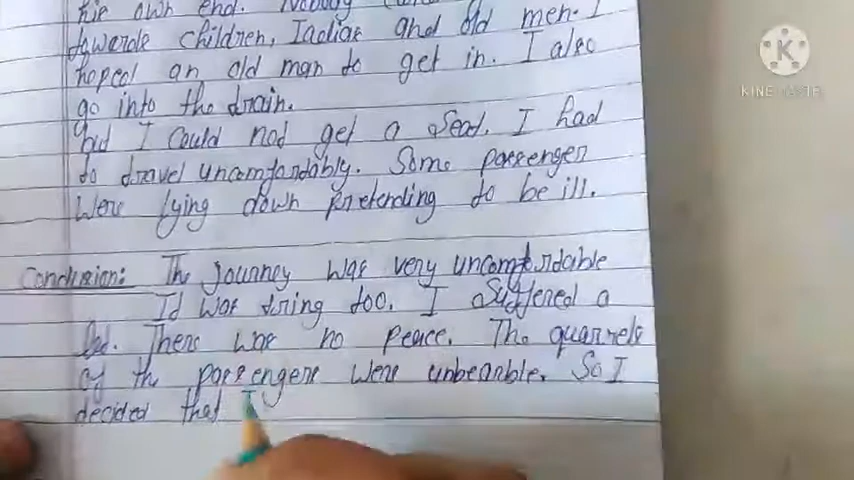 his own end. Nobody
towards children, Ladies and old men. I
hoped an old man to get in. I also
go into the train.
but I could not get a seat. I had
to travel uncomfortably. Some passenger
were lying down pretending to be ill.
Conclusion: The journey was very uncomfortable
It was tiring too. I suffered a
lot. There was no peace. The quarrels
of the passengers were unbearable. So I
decided that I
KINEMASTER